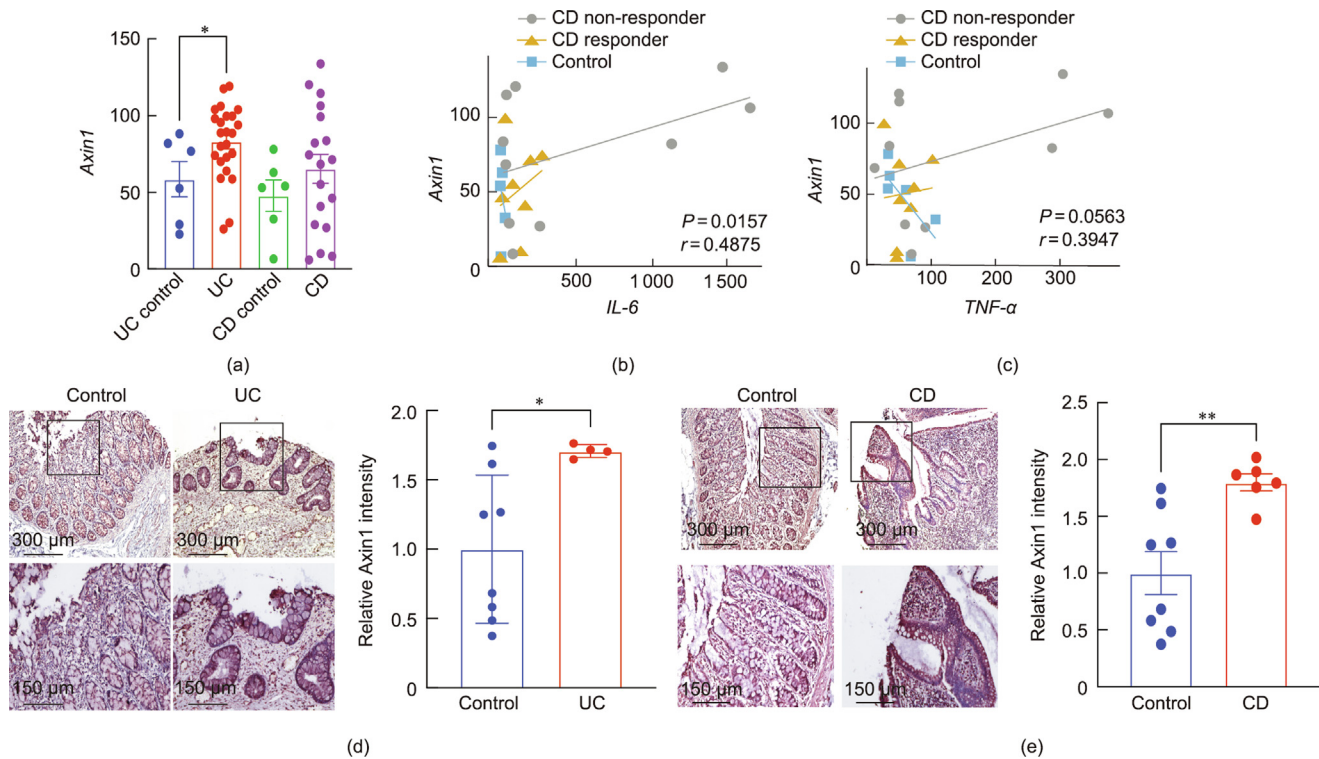 *
150
100
50
0
Axin1
UC control
UC
CD control
CD
(a)
CD non-responder
CD responder
Control
100
50
0
Axin1
500
1 000
1 500
IL-6
P = 0.0157
r = 0.4875
(b)
CD non-responder
CD responder
Control
100
50
0
Axin1
100
200
300
TNF-α
P = 0.0563
r = 0.3947
(c)
Control
UC
300 μm
300 μm
150 μm
150 μm
*
2.0
1.5
1.0
0.5
0
Relative Axin1 intensity
Control
UC
(d)
Control
CD
300 μm
300 μm
150 μm
150 μm
**
2.5
2.0
1.5
1.0
0.5
0
Relative Axin1 intensity
Control
CD
(e)